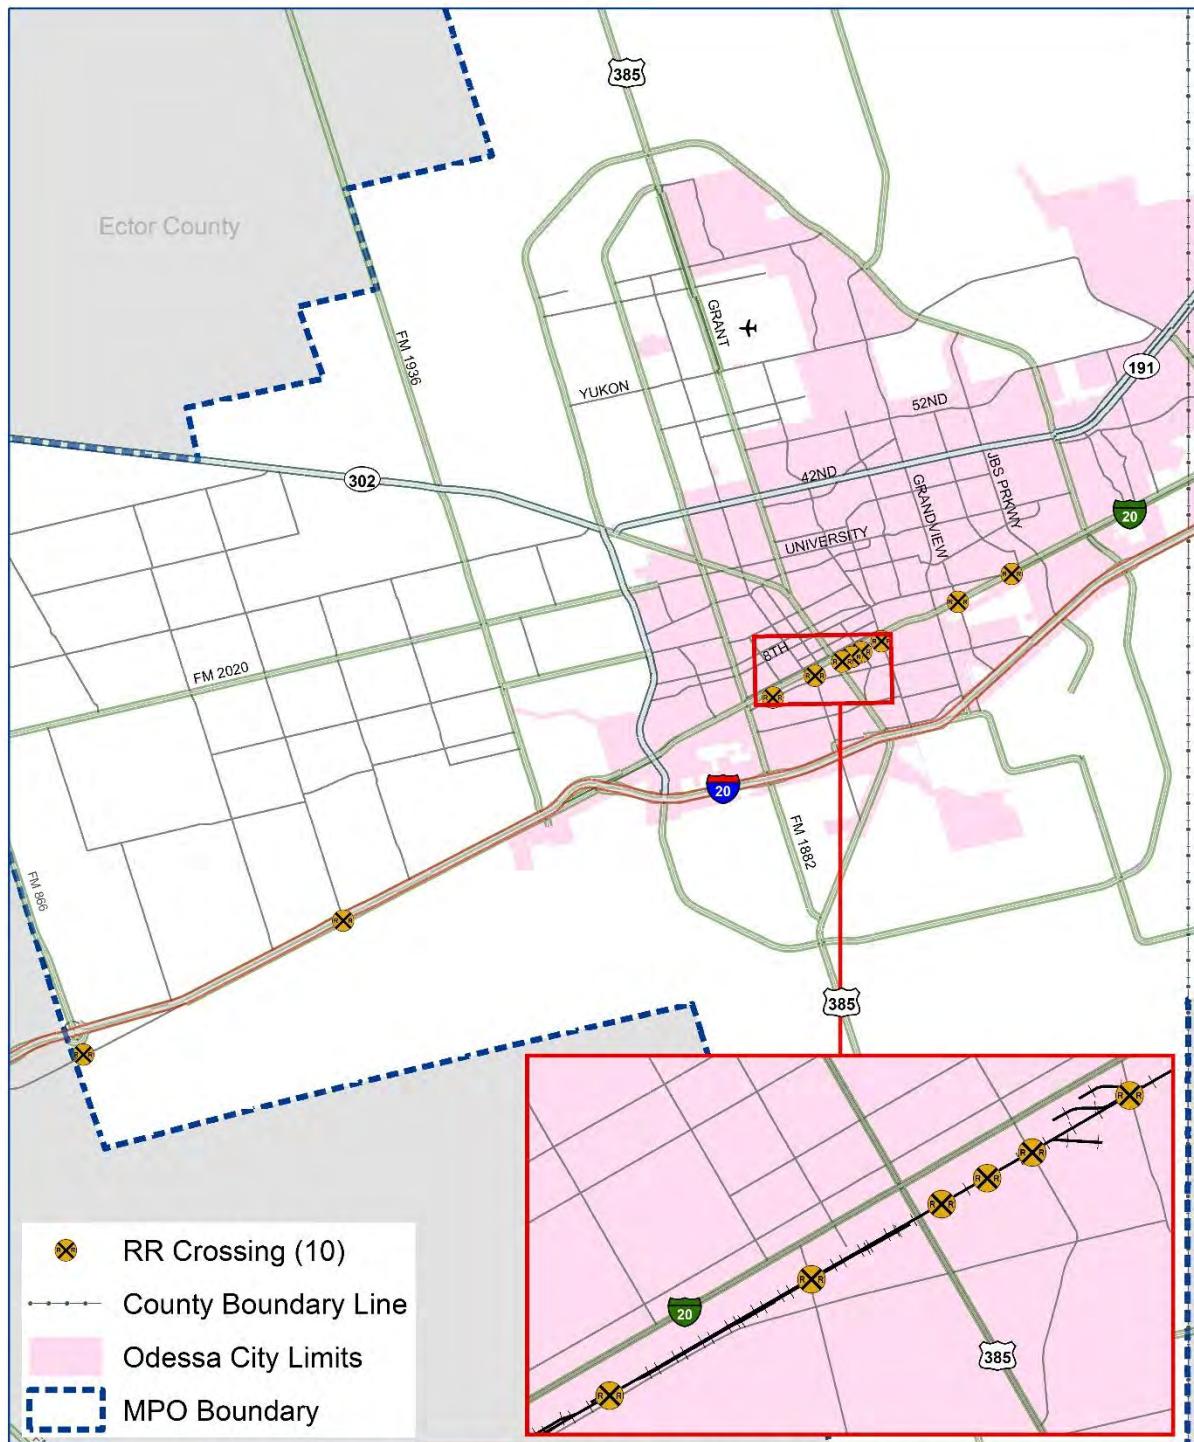 385
Ector County
GRANT
FM 1936
YUKON
191
52ND
302
42ND
JBS PRKWY
GRANDVIEW
20
UNIVERSITY
8TH
FM 2020
20
FM 1882
FM 866
385
RR Crossing (10)
County Boundary Line
Odessa City Limits
MPO Boundary
20
385